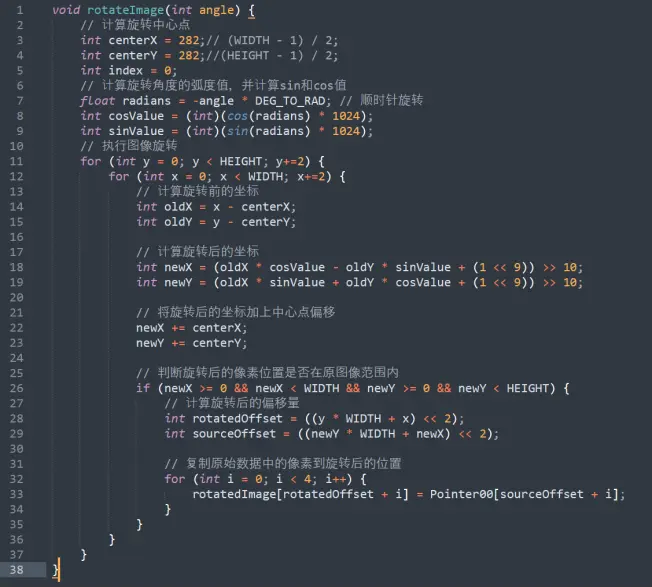 1 void rotateImage(int angle) {
2 // 计算旋转中心点
3 int centerX = 282;// (WIDTH - 1) / 2;
4 int centerY = 282;//(HEIGHT - 1) / 2;
5 int index = 0;
6 // 计算旋转角度的弧度值，并计算sin和cos值
7 float radians = -angle * DEG_TO_RAD; // 顺时针旋转
8 int cosValue = (int)(cos(radians) * 1024);
9 int sinValue = (int)(sin(radians) * 1024);
10 // 执行图像旋转
11 for (int y = 0; y < HEIGHT; y+=2) {
12 for (int x = 0; x < WIDTH; x+=2) {
13 // 计算旋转前的坐标
14 int oldX = x - centerX;
15 int oldY = y - centerY;
16
17 // 计算旋转后的坐标
18 int newX = (oldX * cosValue - oldY * sinValue + (1 << 9)) >> 10;
19 int newY = (oldX * sinValue + oldY * cosValue + (1 << 9)) >> 10;
20
21 // 将旋转后的坐标加上中心点偏移
22 newX += centerX;
23 newY += centerY;
24
25 // 判断旋转后的像素位置是否在原图像范围内
26 if (newX >= 0 && newX < WIDTH && newY >= 0 && newY < HEIGHT) {
27 // 计算旋转后的偏移量
28 int rotatedOffset = ((y * WIDTH + x) << 2);
29 int sourceOffset = ((newY * WIDTH + newX) << 2);
30
31 // 复制原始数据中的像素到旋转后的位置
32 for (int i = 0; i < 4; i++) {
33 rotatedImage[rotatedOffset + i] = Pointer00[sourceOffset + i];
34 }
35 }
36 }
37 }
38 }